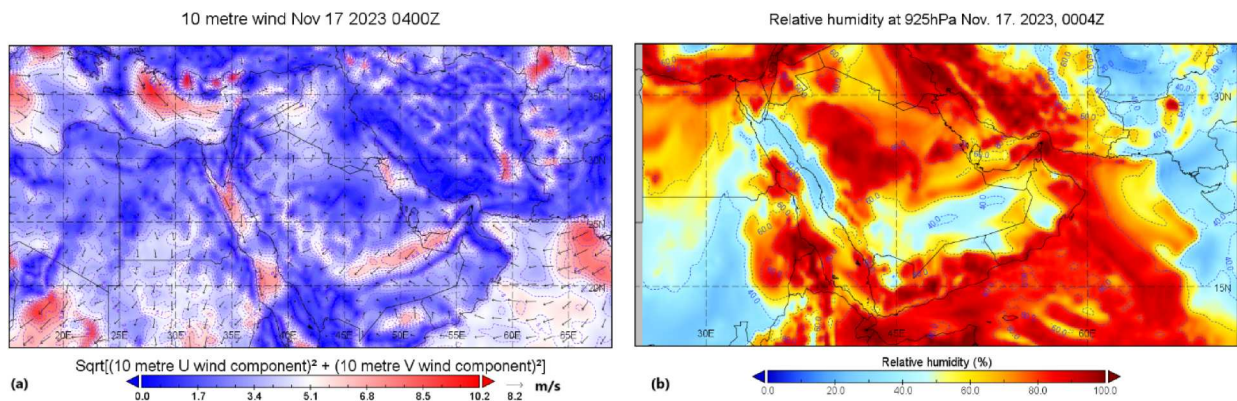 10 metre wind Nov 17 2023 0400Z
35N
30N
20N
20E 25E 30E 35E 40E 45E 50E 55E 60E 65E
Sqrt[(10 metre U wind component)² + (10 metre V wind component)²]
(a)
0.0 1.7 3.4 5.1 6.8 8.5 10.2 8.2 m/s
Relative humidity at 925hPa Nov. 17. 2023, 0004Z
30N
15N
30E 45E 60E
Relative humidity (%)
(b)
0.0 20.0 40.0 60.0 80.0 100.0